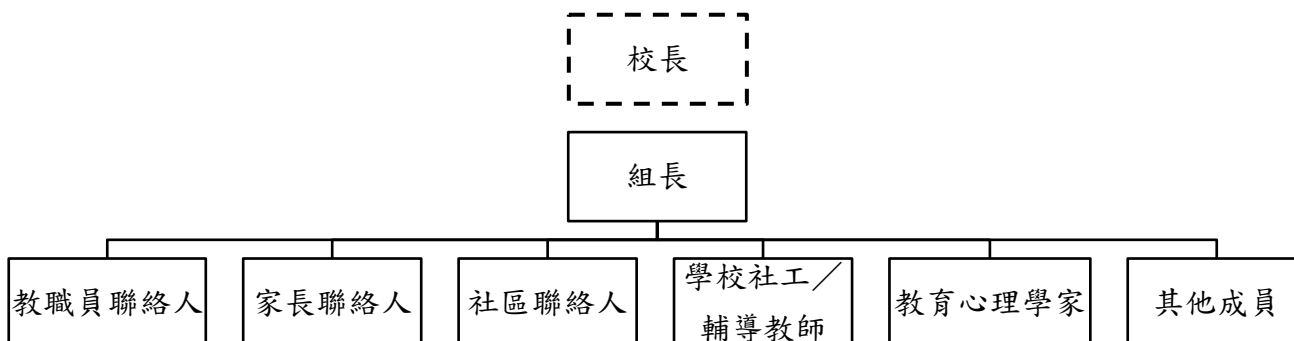 校長
組長
教職員聯絡人
家長聯絡人
社區聯絡人
學校社工／
輔導教師
教育心理學家
其他成員